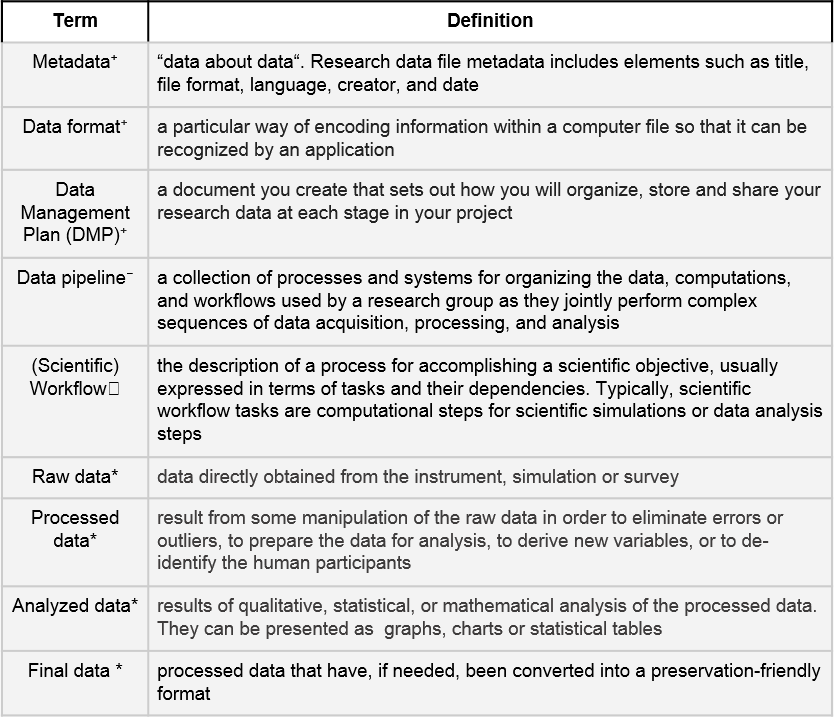 Term
Definition
Metadata⁺
“data about data“. Research data file metadata includes elements such as title,
file format, language, creator, and date
Data format⁺
a particular way of encoding information within a computer file so that it can be
recognized by an application
Data
Management
Plan (DMP)⁺
a document you create that sets out how you will organize, store and share your
research data at each stage in your project
Data pipeline⁻
a collection of processes and systems for organizing the data, computations,
and workflows used by a research group as they jointly perform complex
sequences of data acquisition, processing, and analysis
(Scientific)
Workflow▯
the description of a process for accomplishing a scientific objective, usually
expressed in terms of tasks and their dependencies. Typically, scientific
workflow tasks are computational steps for scientific simulations or data analysis
steps
Raw data*
data directly obtained from the instrument, simulation or survey
Processed
data*
result from some manipulation of the raw data in order to eliminate errors or
outliers, to prepare the data for analysis, to derive new variables, or to de-
identify the human participants
Analyzed data*
results of qualitative, statistical, or mathematical analysis of the processed data.
They can be presented as  graphs, charts or statistical tables
Final data *
processed data that have, if needed, been converted into a preservation-friendly
format